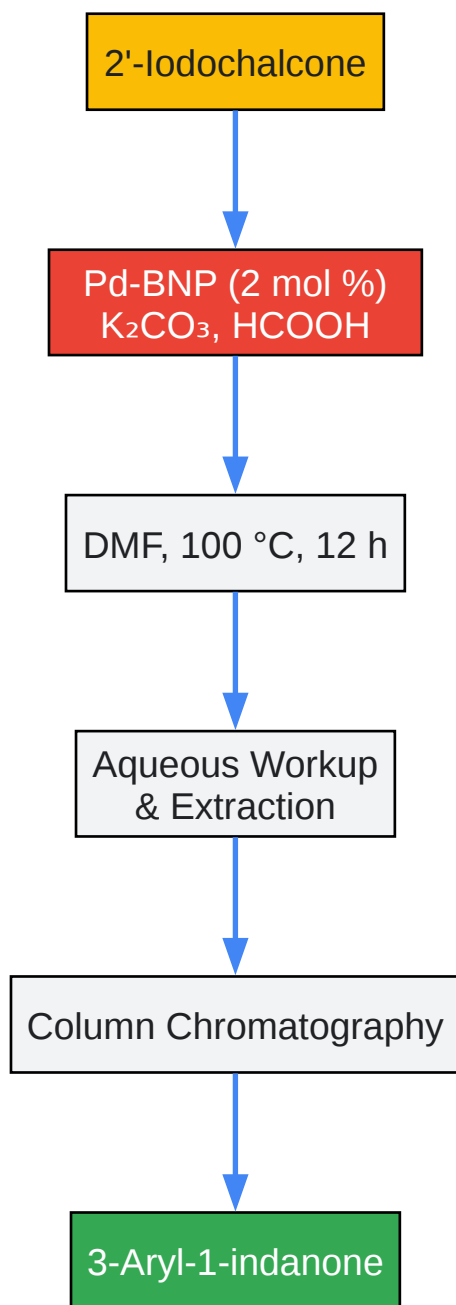 2'-Iodochalcone
Pd-BNP (2 mol %)
K₂CO₃, HCOOH
DMF, 100 °C, 12 h
Aqueous Workup
& Extraction
Column Chromatography
3-Aryl-1-indanone